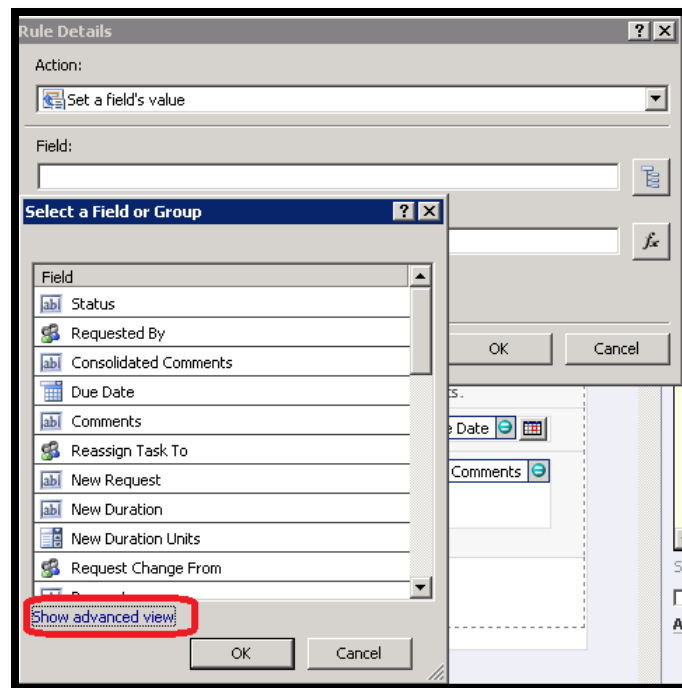 Rule Details
Action:
Set a field's value
Field:
Select a Field or Group
fx
Field
Status
Requested By
Consolidated Comments
Due Date
Comments
Reassign Task To
New Request
New Duration
New Duration Units
Request Change From
Show advanced view
OK Cancel
OK Cancel
Date
Comments